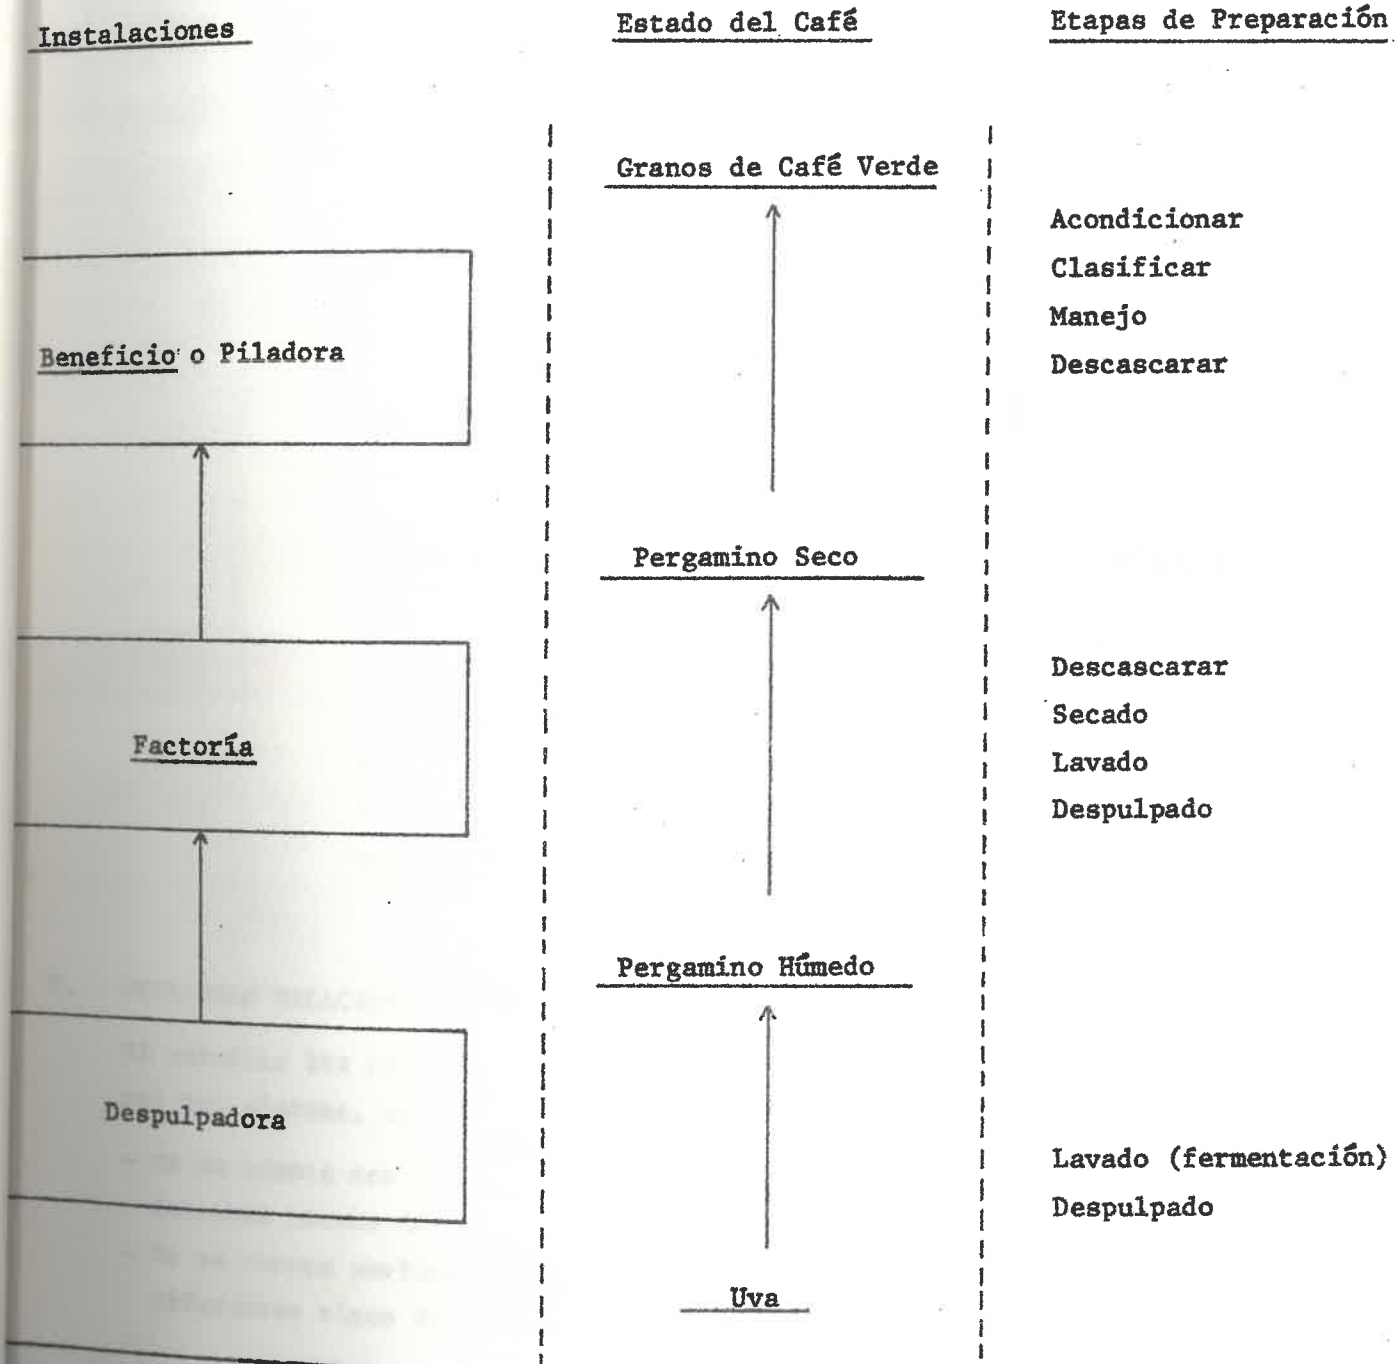 Instalaciones
Estado del Café
Etapas de Preparación
Granos de Café Verde
Acondicionar
Clasificar
Manejo
Descascarar
Beneficio o Piladora
Pergamino Seco
Descascarar
Secado
Lavado
Despulpado
Factoría
Pergamino Húmedo
Despulpadora
Lavado (fermentación)
Despulpado
Uva